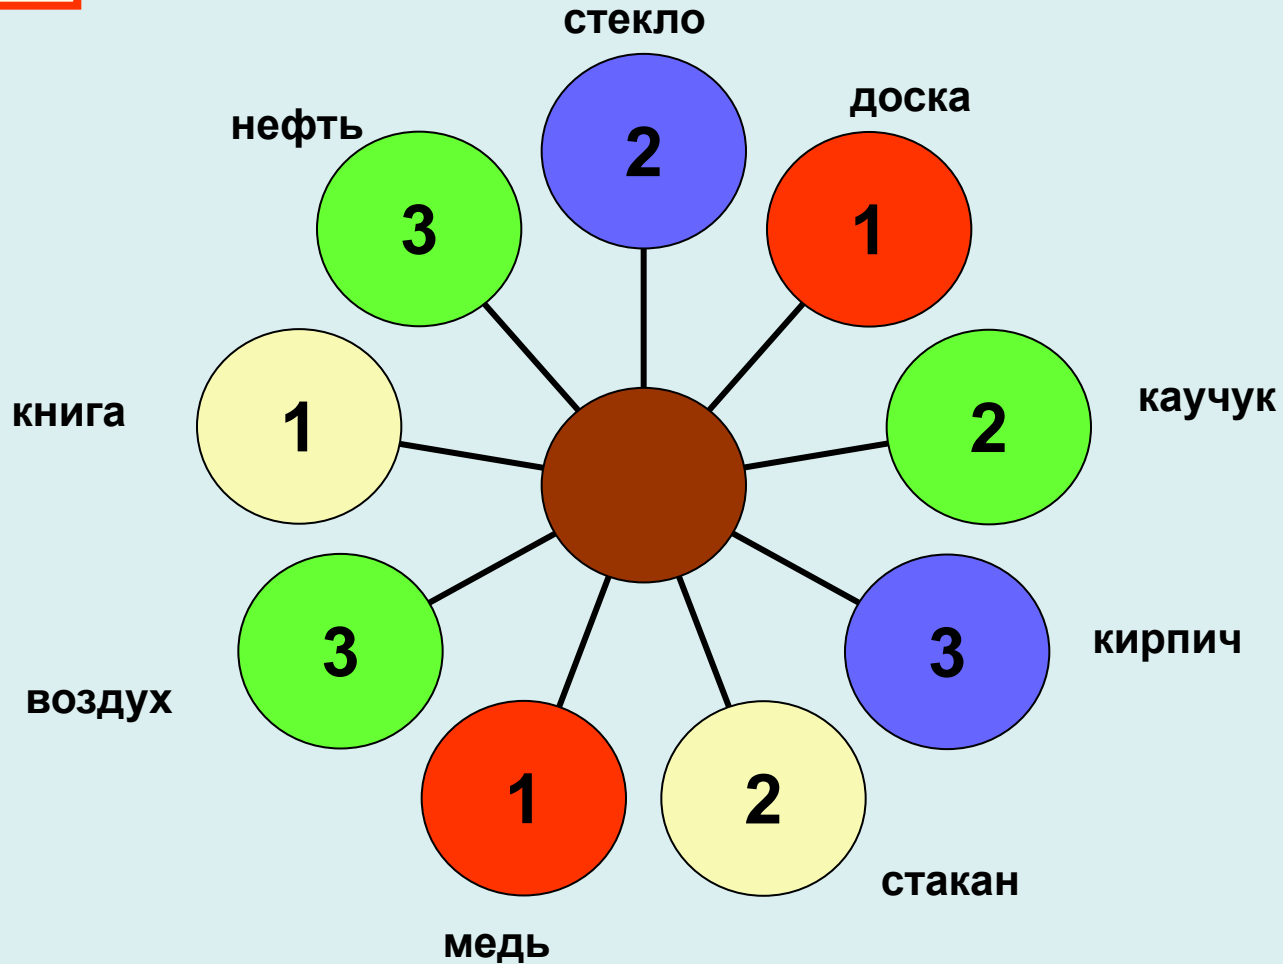 стекло
2
доска
1
нефть
3
каучук
2
книга
1
кирпич
3
воздух
3
стакан
2
медь
1